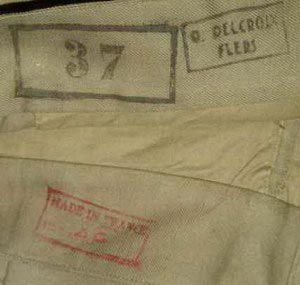 37
Q. DELCROIX
FLERS
MADE IN FRANCE